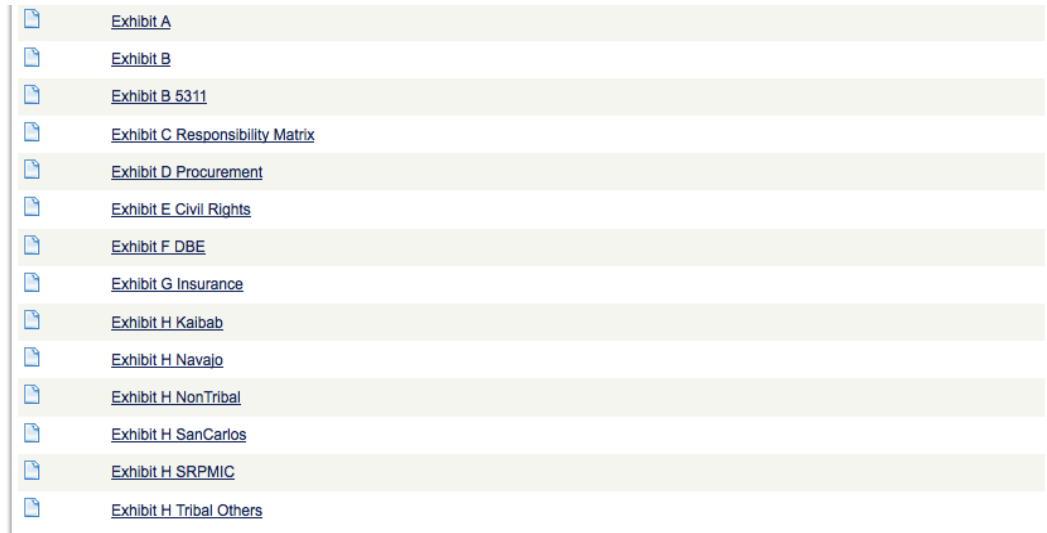 Exhibit A
Exhibit B
Exhibit B 5311
Exhibit C Responsibility Matrix
Exhibit D Procurement
Exhibit E Civil Rights
Exhibit F DBE
Exhibit G Insurance
Exhibit H Kaibab
Exhibit H Navajo
Exhibit H NonTribal
Exhibit H SanCarlos
Exhibit H SRPMIC
Exhibit H Tribal Others